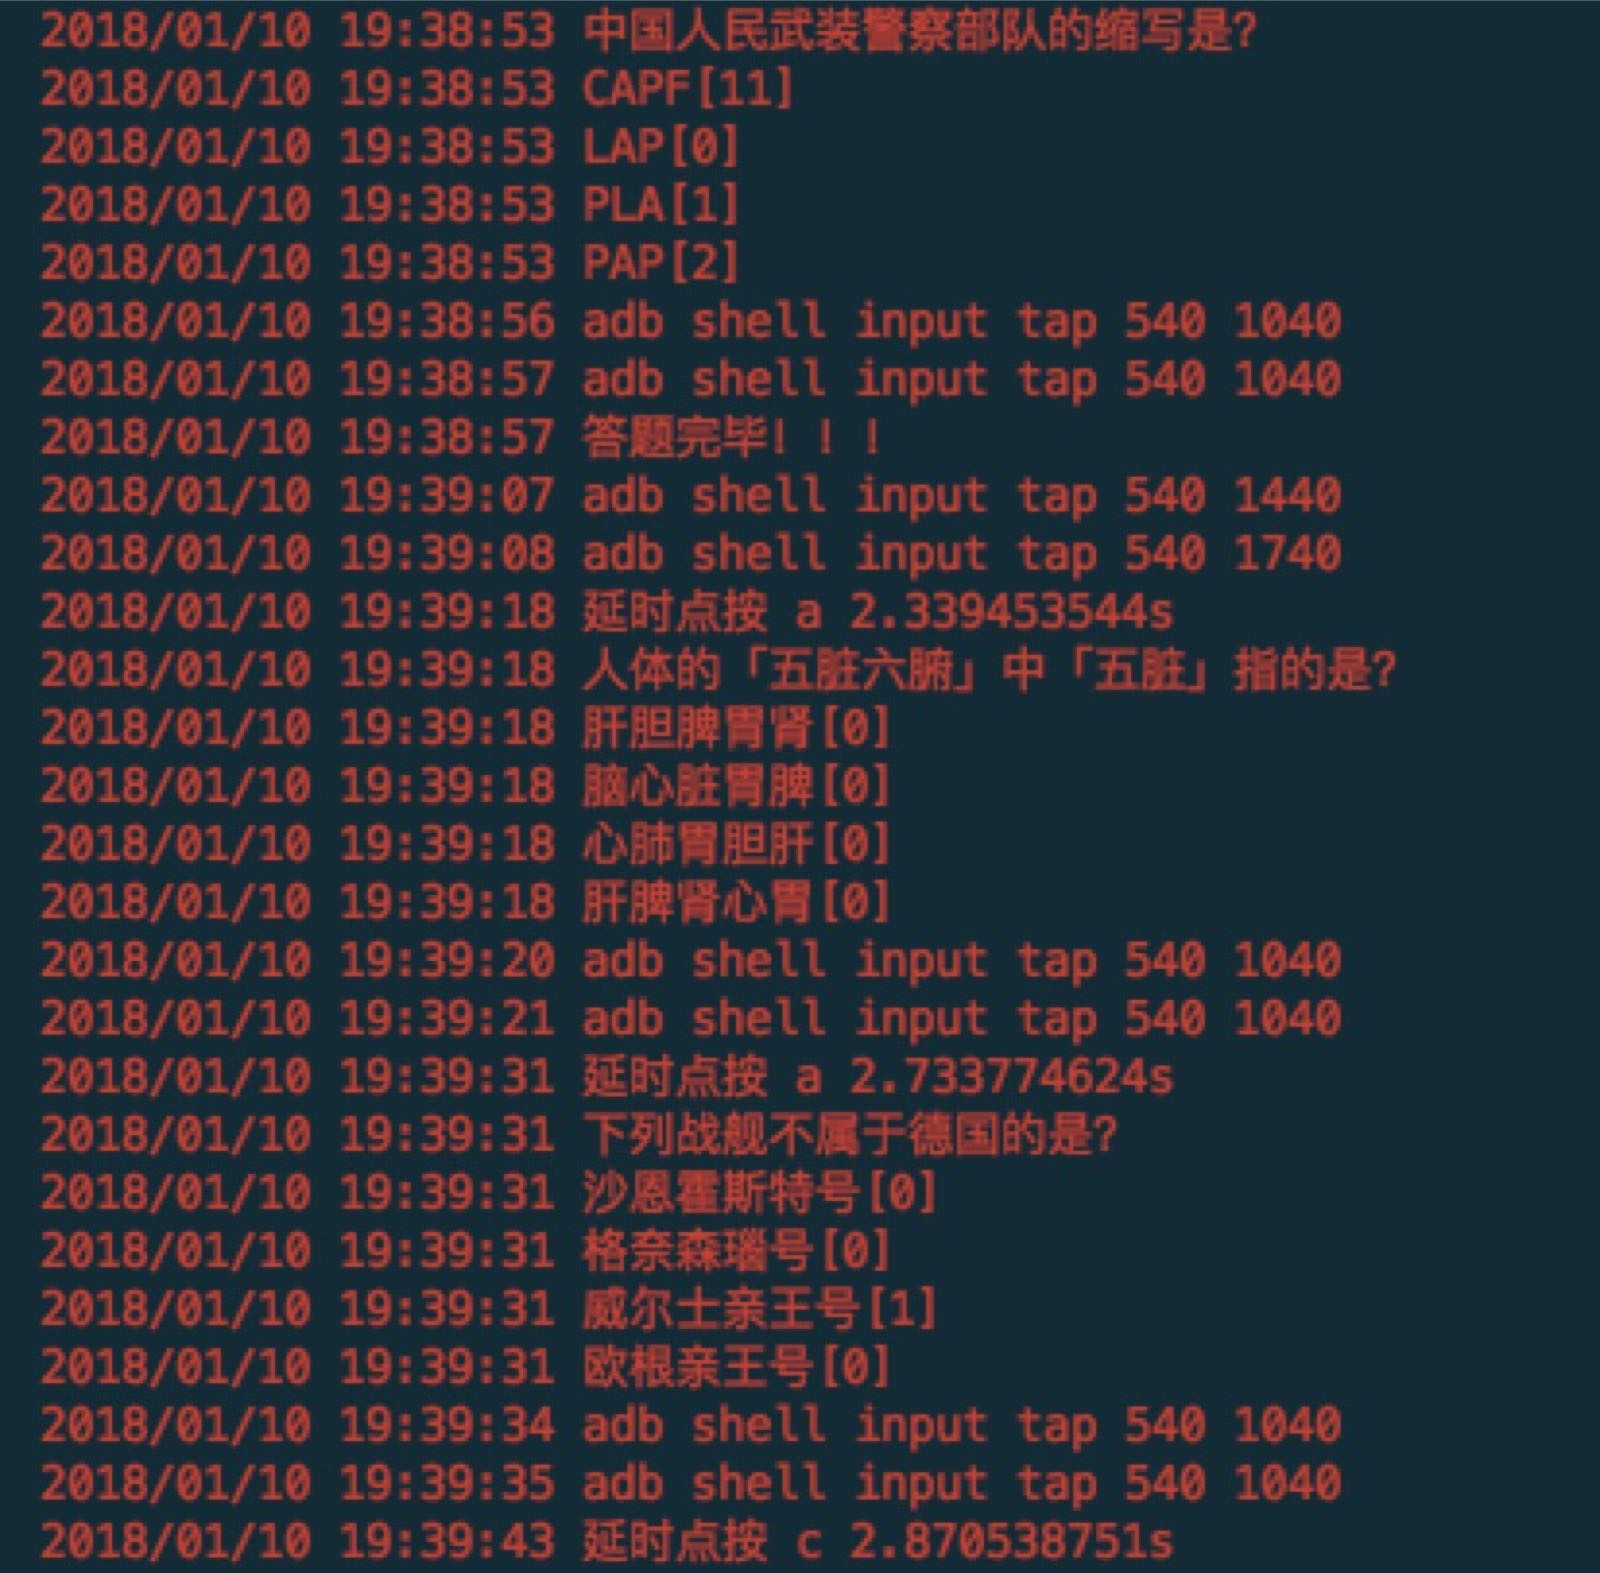 2018/01/10 19:38:53 中国人民武装警察部队的缩写是?
2018/01/10 19:38:53 CAPF[11]
2018/01/10 19:38:53 LAP[0]
2018/01/10 19:38:53 PLA[1]
2018/01/10 19:38:53 PAP[2]
2018/01/10 19:38:56 adb shell input tap 540 1040
2018/01/10 19:38:57 adb shell input tap 540 1040
2018/01/10 19:38:57 答题完毕！！！
2018/01/10 19:39:07 adb shell input tap 540 1440
2018/01/10 19:39:08 adb shell input tap 540 1740
2018/01/10 19:39:18 延时点按 a 2.339453544s
2018/01/10 19:39:18 人体的「五脏六腑」中「五脏」指的是?
2018/01/10 19:39:18 肝胆脾胃肾[0]
2018/01/10 19:39:18 脑心脏胃脾[0]
2018/01/10 19:39:18 心肺胃胆肝[0]
2018/01/10 19:39:18 肝脾肾心胃[0]
2018/01/10 19:39:20 adb shell input tap 540 1040
2018/01/10 19:39:21 adb shell input tap 540 1040
2018/01/10 19:39:31 延时点按 a 2.733774624s
2018/01/10 19:39:31 下列战舰不属于德国的是?
2018/01/10 19:39:31 沙恩霍斯特号[0]
2018/01/10 19:39:31 格奈森瑙号[0]
2018/01/10 19:39:31 威尔士亲王号[1]
2018/01/10 19:39:31 欧根亲王号[0]
2018/01/10 19:39:34 adb shell input tap 540 1040
2018/01/10 19:39:35 adb shell input tap 540 1040
2018/01/10 19:39:43 延时点按 c 2.870538751s